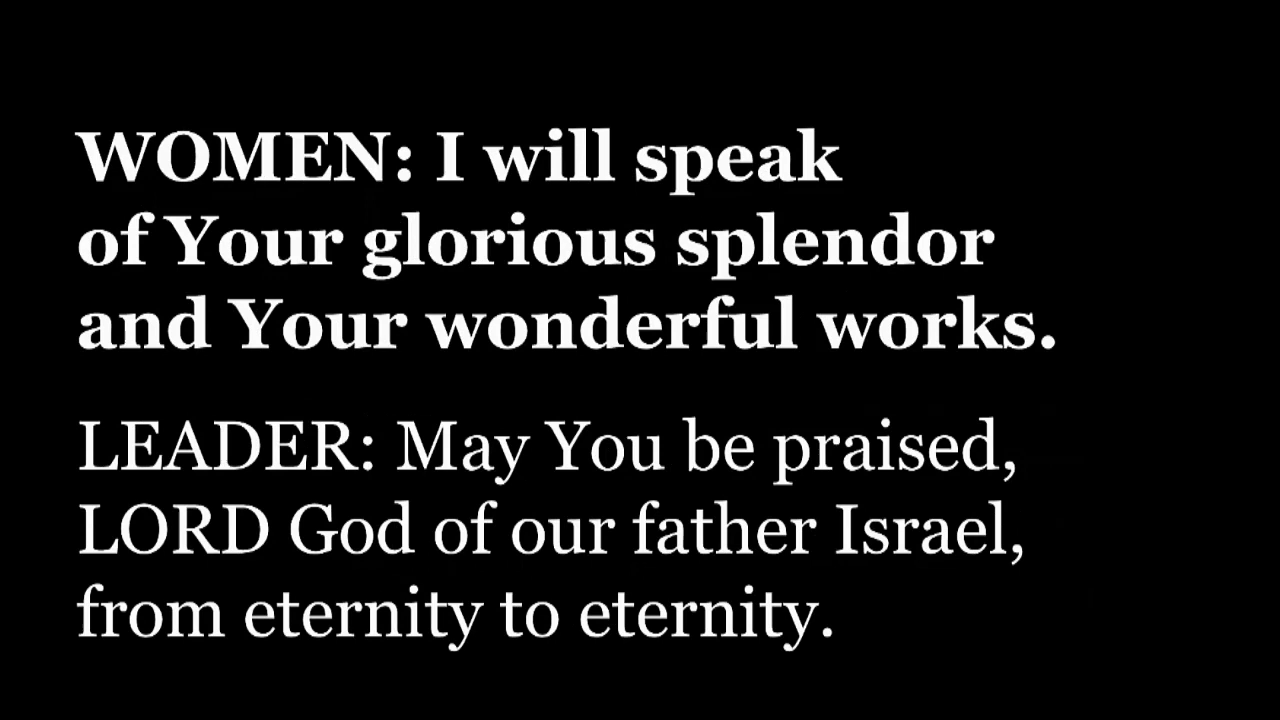 WOMEN: I will speak
of Your glorious splendor
and Your wonderful works.
LEADER: May You be praised,
LORD God of our father Israel,
from eternity to eternity.